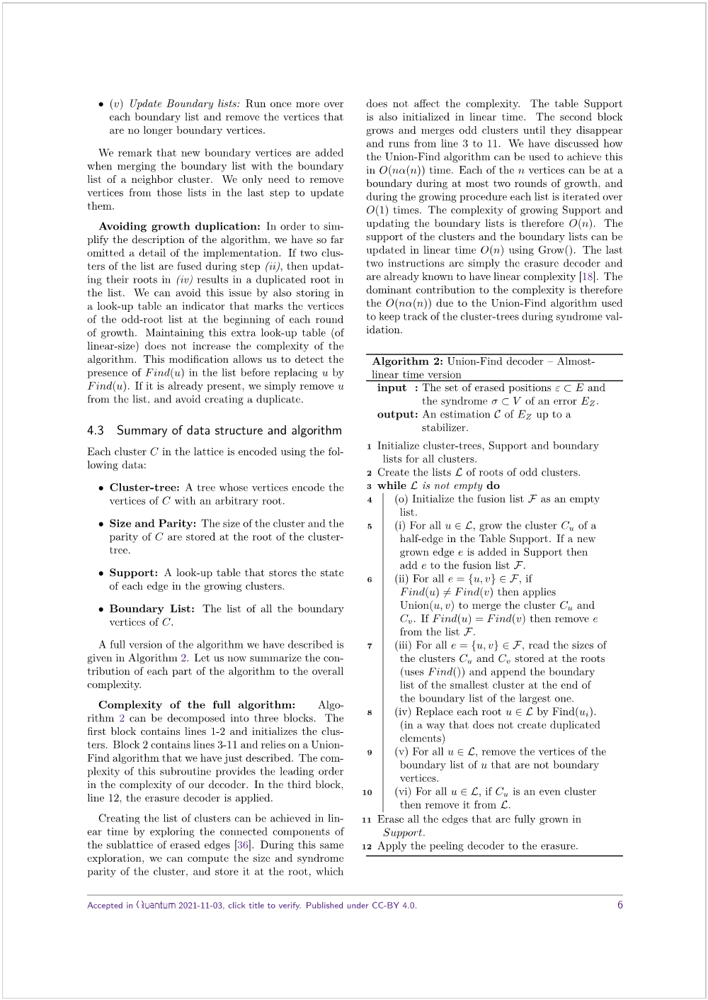 • (v) Update Boundary lists: Run once more over
each boundary list and remove the vertices that
are no longer boundary vertices.
We remark that new boundary vertices are added
when merging the boundary list with the boundary
list of a neighbor cluster. We only need to remove
vertices from those lists in the last step to update
them.
Avoiding growth duplication: In order to sim-
plify the description of the algorithm, we have so far
omitted a detail of the implementation. If two clus-
ters of the list are fused during step (ii), then updat-
ing their roots in (iv) results in a duplicated root in
the list. We can avoid this issue by also storing in
a look-up table an indicator that marks the vertices
of the odd-root list at the beginning of each round
of growth. Maintaining this extra look-up table (of
linear-size) does not increase the complexity of the
algorithm. This modification allows us to detect the
presence of Find(u) in the list before replacing u by
Find(u). If it is already present, we simply remove u
from the list, and avoid creating a duplicate.
4.3 Summary of data structure and algorithm
Each cluster C in the lattice is encoded using the fol-
lowing data:
• Cluster-tree: A tree whose vertices encode the
vertices of C with an arbitrary root.
• Size and Parity: The size of the cluster and the
parity of C are stored at the root of the cluster-
tree.
• Support: A look-up table that stores the state
of each edge in the growing clusters.
• Boundary List: The list of all the boundary
vertices of C.
A full version of the algorithm we have described is
given in Algorithm 2. Let us now summarize the con-
tribution of each part of the algorithm to the overall
complexity.
Complexity of the full algorithm: Algo-
rithm 2 can be decomposed into three blocks. The
first block contains lines 1-2 and initializes the clus-
ters. Block 2 contains lines 3-11 and relies on a Union-
Find algorithm that we have just described. The com-
plexity of this subroutine provides the leading order
in the complexity of our decoder. In the third block,
line 12, the erasure decoder is applied.
Creating the list of clusters can be achieved in lin-
ear time by exploring the connected components of
the sublattice of erased edges [36]. During this same
exploration, we can compute the size and syndrome
parity of the cluster, and store it at the root, which
does not affect the complexity. The table Support
is also initialized in linear time. The second block
grows and merges odd clusters until they disappear
and runs from line 3 to 11. We have discussed how
the Union-Find algorithm can be used to achieve this
in O(nα(n)) time. Each of the n vertices can be at a
boundary during at most two rounds of growth, and
during the growing procedure each list is iterated over
O(1) times. The complexity of growing Support and
updating the boundary lists is therefore O(n). The
support of the clusters and the boundary lists can be
updated in linear time O(n) using Grow(). The last
two instructions are simply the erasure decoder and
are already known to have linear complexity [18]. The
dominant contribution to the complexity is therefore
the O(nα(n)) due to the Union-Find algorithm used
to keep track of the cluster-trees during syndrome val-
idation.
Algorithm 2: Union-Find decoder – Almost-
linear time version
input : The set of erased positions ε ⊂ E and
the syndrome σ ⊂ V of an error E_Z.
output: An estimation 𝒞 of E_Z up to a
stabilizer.
1 Initialize cluster-trees, Support and boundary
lists for all clusters.
2 Create the lists ℒ of roots of odd clusters.
3 while ℒ is not empty do
4 (o) Initialize the fusion list ℱ as an empty
list.
5 (i) For all u ∈ ℒ, grow the cluster C_u of a
half-edge in the Table Support. If a new
grown edge e is added in Support then
add e to the fusion list ℱ.
6 (ii) For all e = {u, v} ∈ ℱ, if
Find(u) ≠ Find(v) then applies
Union(u, v) to merge the cluster C_u and
C_v. If Find(u) = Find(v) then remove e
from the list ℱ.
7 (iii) For all e = {u, v} ∈ ℱ, read the sizes of
the clusters C_u and C_v stored at the roots
(uses Find()) and append the boundary
list of the smallest cluster at the end of
the boundary list of the largest one.
8 (iv) Replace each root u ∈ ℒ by Find(u_i).
(in a way that does not create duplicated
elements)
9 (v) For all u ∈ ℒ, remove the vertices of the
boundary list of u that are not boundary
vertices.
10 (vi) For all u ∈ ℒ, if C_u is an even cluster
then remove it from ℒ.
11 Erase all the edges that are fully grown in
Support.
12 Apply the peeling decoder to the erasure.
Accepted in Quantum 2021-11-03, click title to verify. Published under CC-BY 4.0.
6